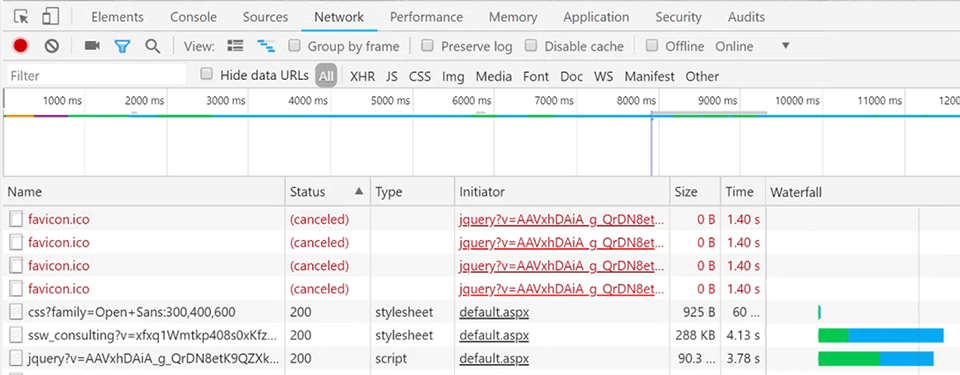 Elements Console Sources Network Performance Memory Application Security Audits
View: Group by frame Preserve log Disable cache Offline Online
Filter Hide data URLs All XHR JS CSS Img Media Font Doc WS Manifest Other
1000 ms 2000 ms 3000 ms 4000 ms 5000 ms 6000 ms 7000 ms 8000 ms 9000 ms 10000 ms 11000 ms 1200
Name Status Type Initiator Size Time Waterfall
favicon.ico (canceled) jquery?v=AAVxhDAiA_g_QrDN8et... 0 B 1.40 s
favicon.ico (canceled) jquery?v=AAVxhDAiA_g_QrDN8et... 0 B 1.40 s
favicon.ico (canceled) jquery?v=AAVxhDAiA_g_QrDN8et... 0 B 1.40 s
favicon.ico (canceled) jquery?v=AAVxhDAiA_g_QrDN8et... 0 B 1.40 s
css?family=Open+Sans:300,400,600 200 stylesheet default.aspx 925 B 60 ...
ssw_consulting?v=xfxq1Wmtkp408s0xKfz... 200 stylesheet default.aspx 288 KB 4.13 s
jquery?v=AAVxhDAiA_g_QrDN8etK9QZXk... 200 script default.aspx 90.3 ... 3.78 s